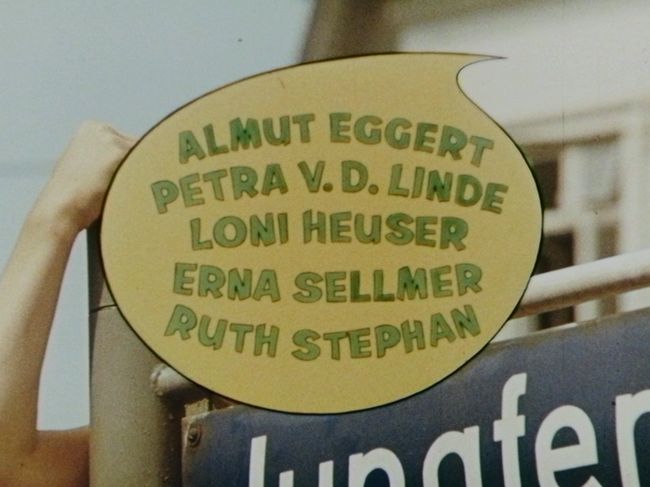 ALMUT EGGERT
PETRA V. D. LINDE
LONI HEUSER
ERNA SELLMER
RUTH STEPHAN